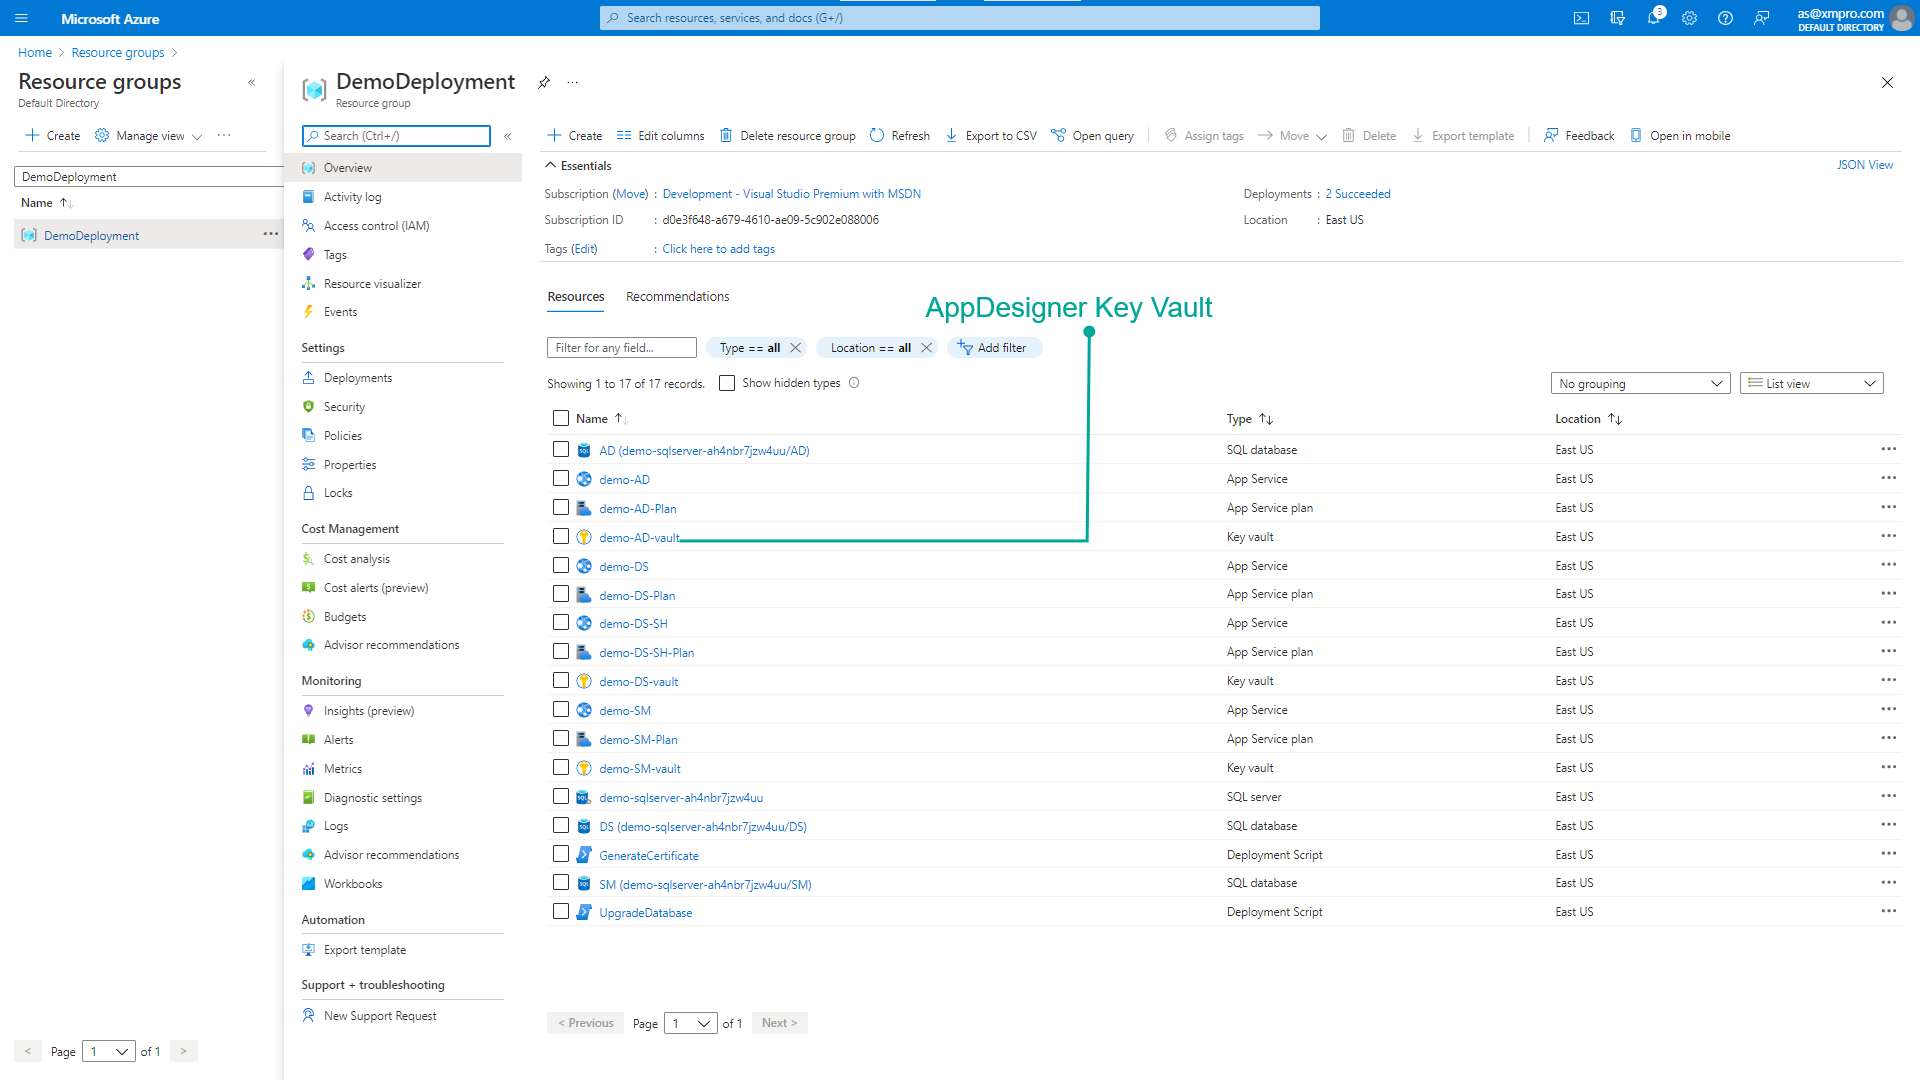 Microsoft Azure
Search resources, services, and docs (G+/)
3
as@xmpro.com
DEFAULT DIRECTORY
Home > Resource groups >
Resource groups
Default Directory
Create
Manage view
DemoDeployment
Name
DemoDeployment
< Page 1 of 1 >
DemoDeployment
Resource group
Search (Ctrl+/)
Overview
Activity log
Access control (IAM)
Tags
Resource visualizer
Events
Settings
Deployments
Security
Policies
Properties
Locks
Cost Management
Cost analysis
Cost alerts (preview)
Budgets
Advisor recommendations
Monitoring
Insights (preview)
Alerts
Metrics
Diagnostic settings
Logs
Advisor recommendations
Workbooks
Automation
Export template
Support + troubleshooting
New Support Request
Create Edit columns Delete resource group Refresh Export to CSV Open query Assign tags Move Delete Export template Feedback Open in mobile
Essentials
JSON View
Subscription (Move) : Development - Visual Studio Premium with MSDN
Deployments : 2 Succeeded
Subscription ID : d0e3f648-a679-4610-ae09-5c902e088006
Location : East US
Tags (Edit) : Click here to add tags
Resources Recommendations
AppDesigner Key Vault
Filter for any field... Type == all Location == all Add filter
Showing 1 to 17 of 17 records. Show hidden types
No grouping List view
Name Type Location
AD (demo-sqlserver-ah4nbr7jzw4uu/AD) SQL database East US
demo-AD App Service East US
demo-AD-Plan App Service plan East US
demo-AD-vault Key vault East US
demo-DS App Service East US
demo-DS-Plan App Service plan East US
demo-DS-SH App Service East US
demo-DS-SH-Plan App Service plan East US
demo-DS-vault Key vault East US
demo-SM App Service East US
demo-SM-Plan App Service plan East US
demo-SM-vault Key vault East US
demo-sqlserver-ah4nbr7jzw4uu SQL server East US
DS (demo-sqlserver-ah4nbr7jzw4uu/DS) SQL database East US
GenerateCertificate Deployment Script East US
SM (demo-sqlserver-ah4nbr7jzw4uu/SM) SQL database East US
UpgradeDatabase Deployment Script East US
< Previous Page 1 of 1 Next >